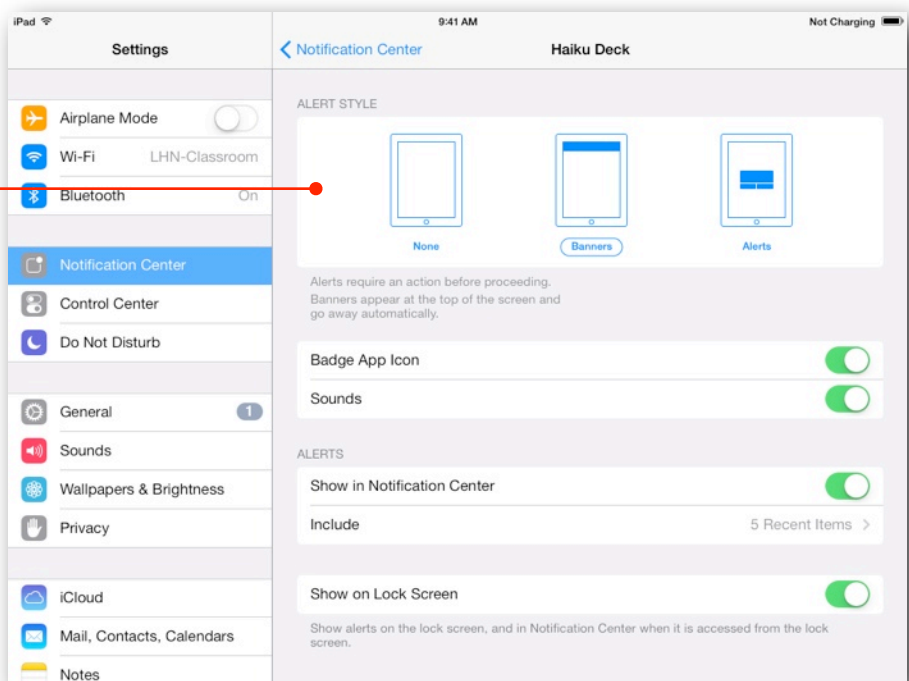 iPad
9:41 AM
Not Charging
Settings
Notification Center
Haiku Deck
Airplane Mode
Wi-Fi LHN-Classroom
Bluetooth On
Notification Center
Control Center
Do Not Disturb
General 1
Sounds
Wallpapers & Brightness
Privacy
iCloud
Mail, Contacts, Calendars
Notes
ALERT STYLE
None Banners Alerts
Alerts require an action before proceeding.
Banners appear at the top of the screen and
go away automatically.
Badge App Icon
Sounds
ALERTS
Show in Notification Center
Include 5 Recent Items
Show on Lock Screen
Show alerts on the lock screen, and in Notification Center when it is accessed from the lock
screen.